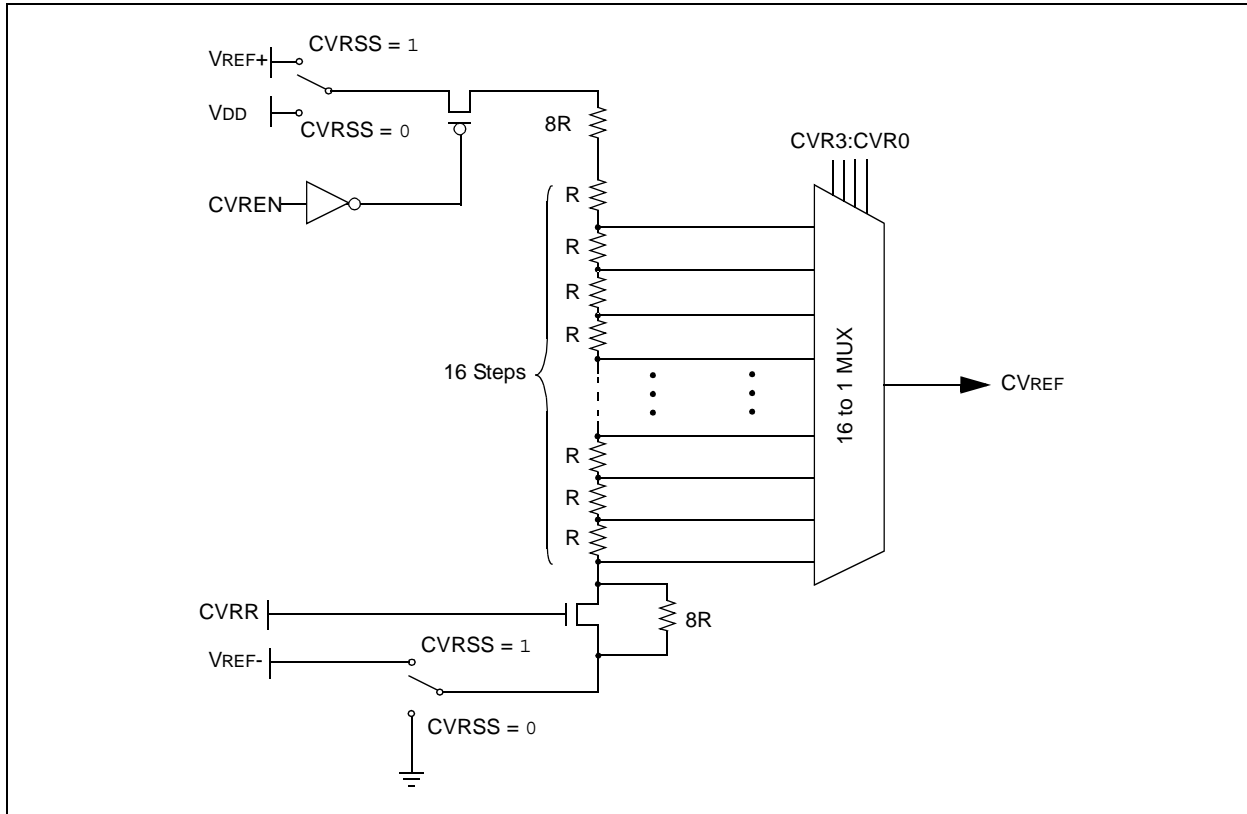 CVRSS = 1
VREF+
VDD
CVRSS = 0
8R
CVR3:CVR0
CVREN
R
R
R
R
16 Steps
16 to 1 MUX
CVREF
R
R
R
CVRR
8R
CVRSS = 1
VREF-
CVRSS = 0